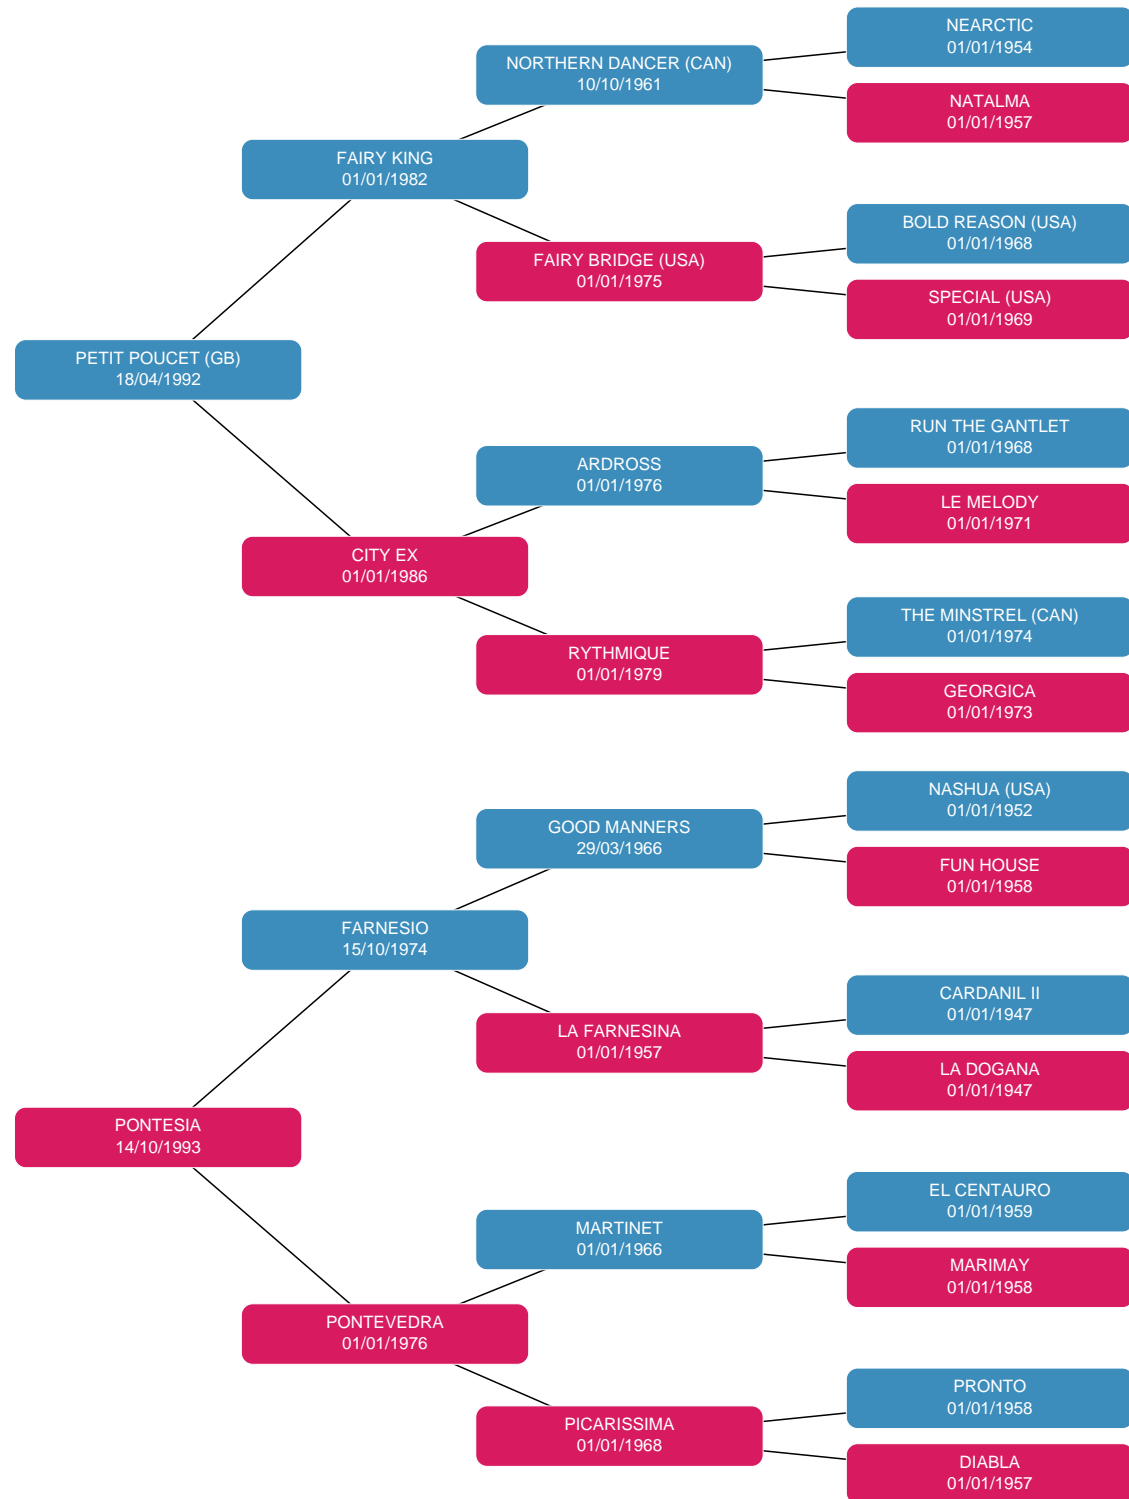 NEARCTIC
01/01/1954
NORTHERN DANCER (CAN)
10/10/1961
NATALMA
01/01/1957
FAIRY KING
01/01/1982
BOLD REASON (USA)
01/01/1968
FAIRY BRIDGE (USA)
01/01/1975
SPECIAL (USA)
01/01/1969
PETIT POUCET (GB)
18/04/1992
RUN THE GANTLET
01/01/1968
ARDROSS
01/01/1976
LE MELODY
01/01/1971
CITY EX
01/01/1986
THE MINSTREL (CAN)
01/01/1974
RYTHMIQUE
01/01/1979
GEORGICA
01/01/1973
NASHUA (USA)
01/01/1952
GOOD MANNERS
29/03/1966
FUN HOUSE
01/01/1958
FARNESIO
15/10/1974
CARDANIL II
01/01/1947
LA FARNESINA
01/01/1957
LA DOGANA
01/01/1947
PONTESIA
14/10/1993
EL CENTAURO
01/01/1959
MARTINET
01/01/1966
MARIMAY
01/01/1958
PONTEVEDRA
01/01/1976
PRONTO
01/01/1958
PICARISSIMA
01/01/1968
DIABLA
01/01/1957